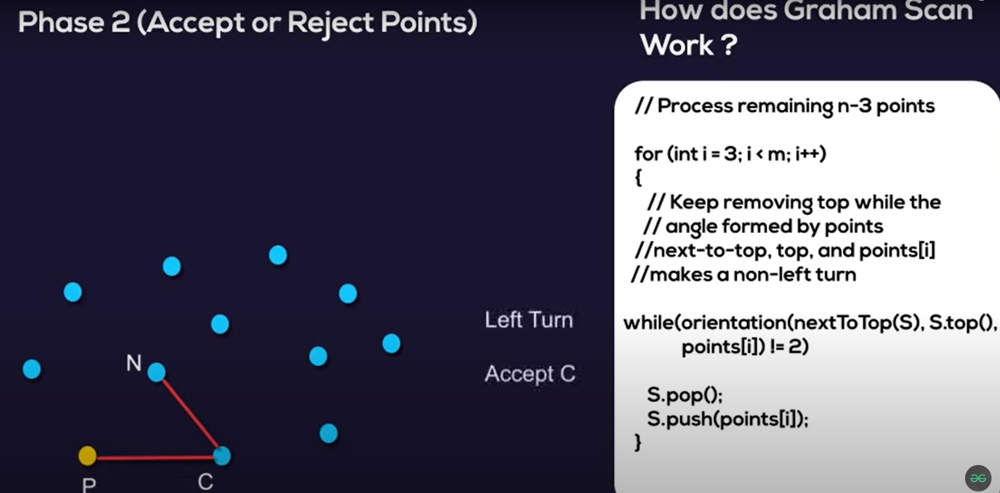 Phase 2 (Accept or Reject Points)
How does Graham Scan
Work ?
// Process remaining n-3 points
for (int i = 3; i < m; i++)
{
// Keep removing top while the
// angle formed by points
//next-to-top, top, and points[i]
//makes a non-left turn
while(orientation(nextToTop(S), S.top(),
points[i]) != 2)
S.pop();
S.push(points[i]);
}
Left Turn
Accept C
N
P
C